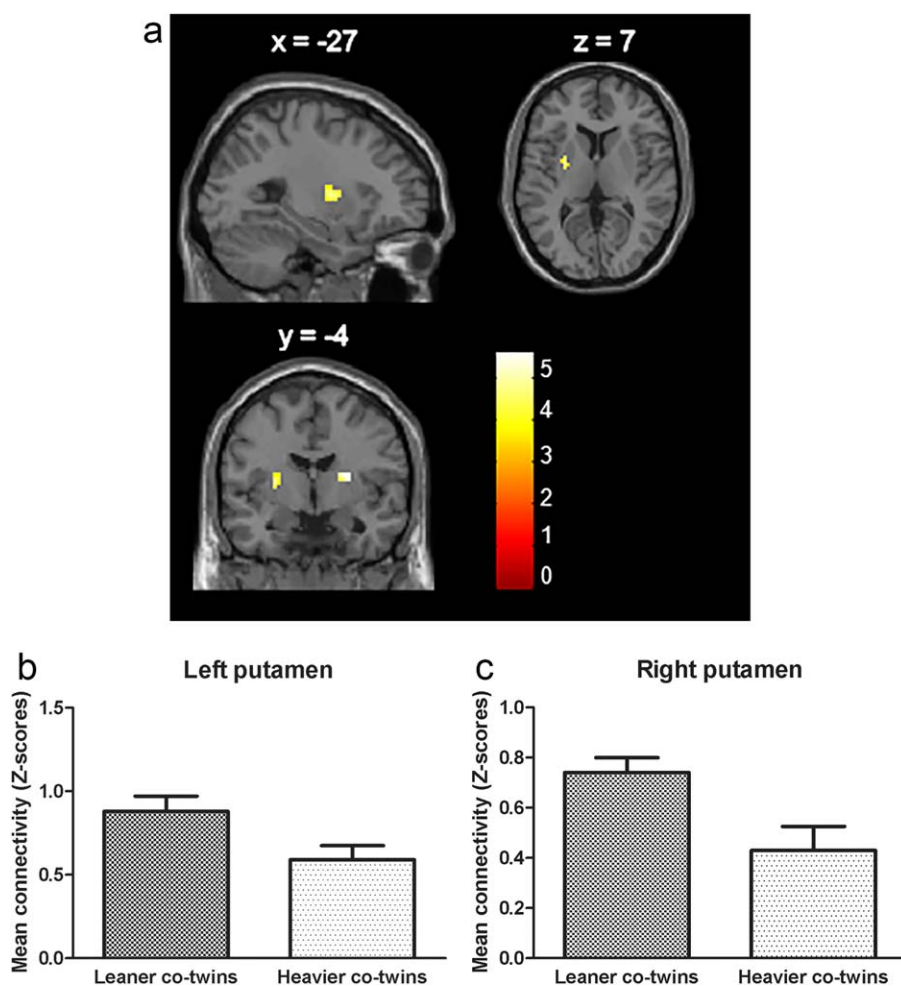 a
x = -27
z = 7
y = -4
5
4
3
2
1
0
b
Left putamen
Mean connectivity (Z-scores)
1.5
1.0
0.5
0.0
Leaner co-twins
Heavier co-twins
c
Right putamen
Mean connectivity (Z-scores)
1.0
0.8
0.6
0.4
0.2
0.0
Leaner co-twins
Heavier co-twins